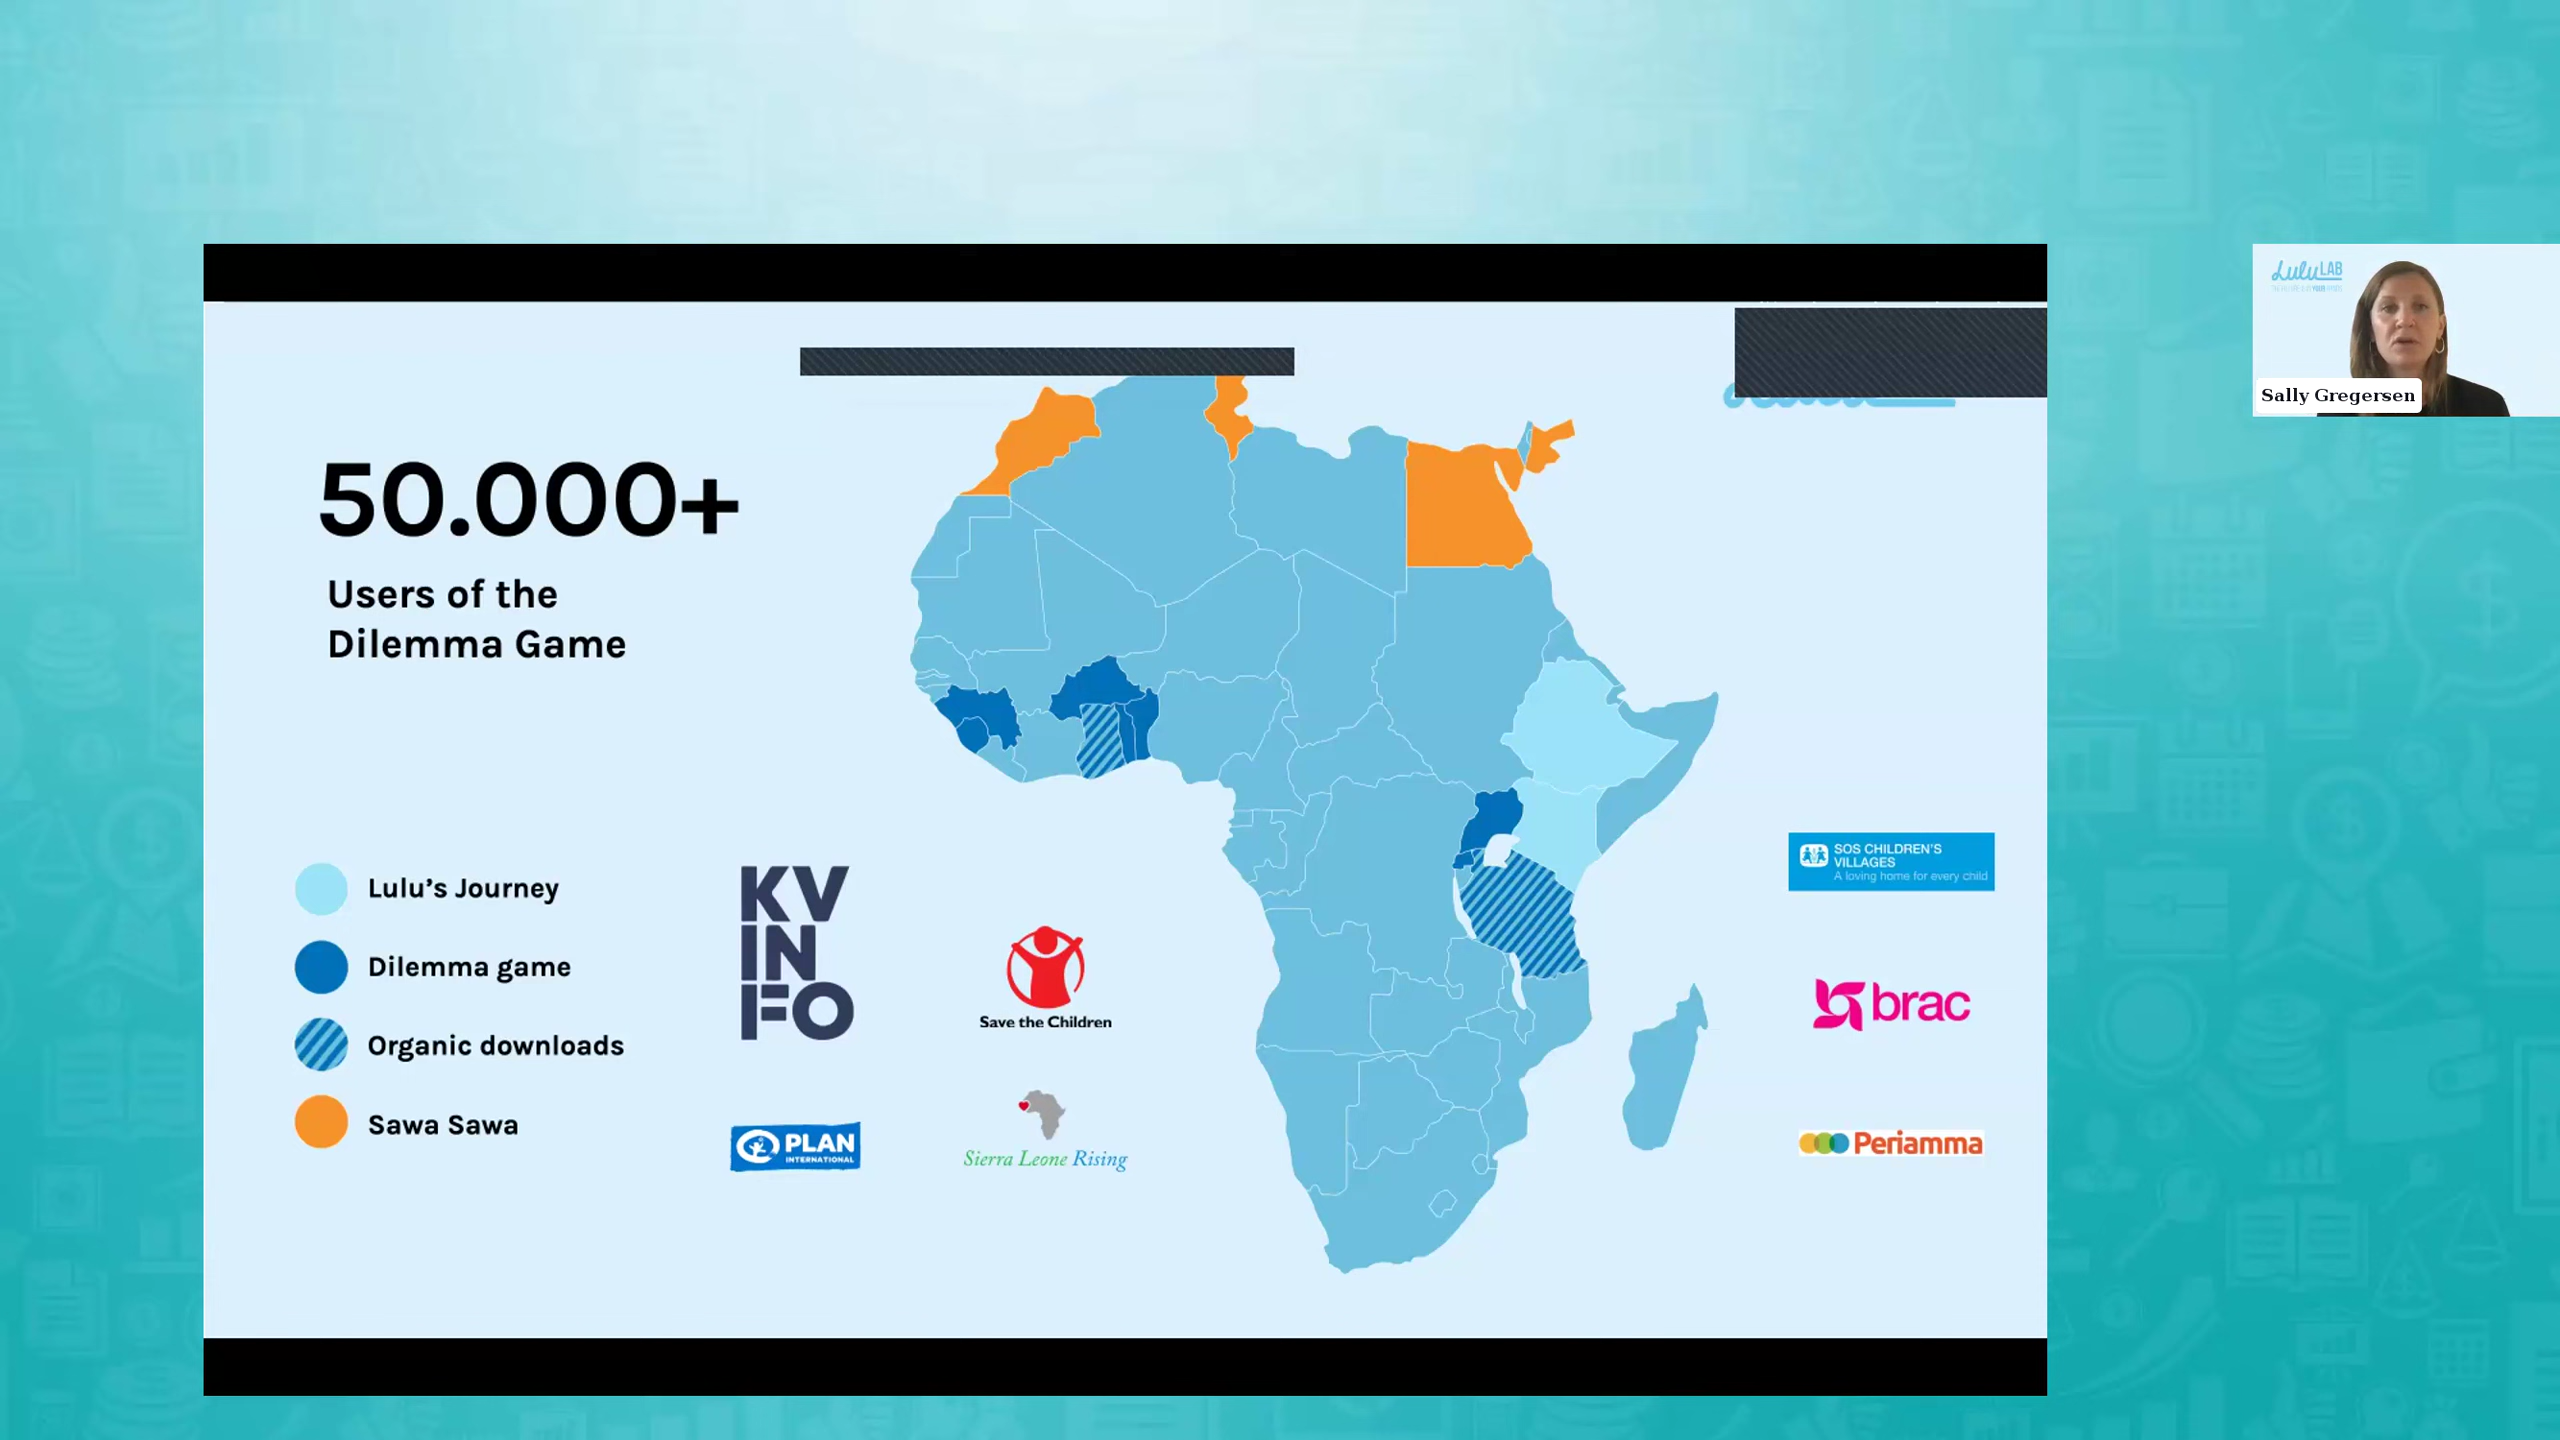 50.000+
Users of the
Dilemma Game
Lulu's Journey
Dilemma game
Organic downloads
Sawa Sawa
KV
IN
FO
Save the Children
PLAN
INTERNATIONAL
Sierra Leone Rising
SOS CHILDREN'S
VILLAGES
A loving home for every child
brac
Periamma
Lulu LAB
Sally Gregersen